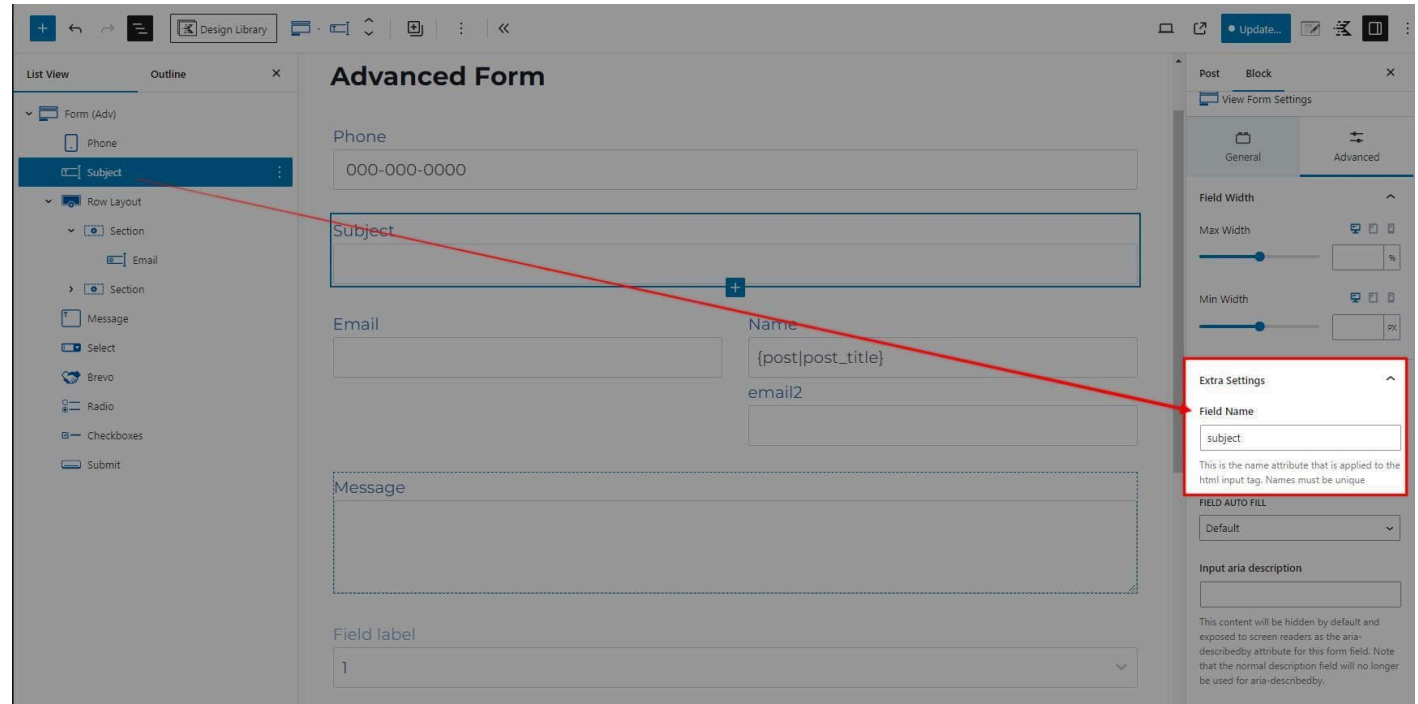 Design Library
Update...
List View
Outline
Form (Adv)
Phone
Subject
Row Layout
Section
Email
Section
Message
Select
Brevo
Radio
Checkboxes
Submit
Advanced Form
Phone
000-000-0000
Subject
Email
Name
{post|post_title}
email2
Message
Field label
1
Post
Block
View Form Settings
General
Advanced
Field Width
Max Width
%
Min Width
PX
Extra Settings
Field Name
subject
This is the name attribute that is applied to the
html input tag. Names must be unique
FIELD AUTO FILL
Default
Input aria description
This content will be hidden by default and
exposed to screen readers as the aria-
describedby attribute for this form field. Note
that the normal description field will no longer
be used for aria-describedby.